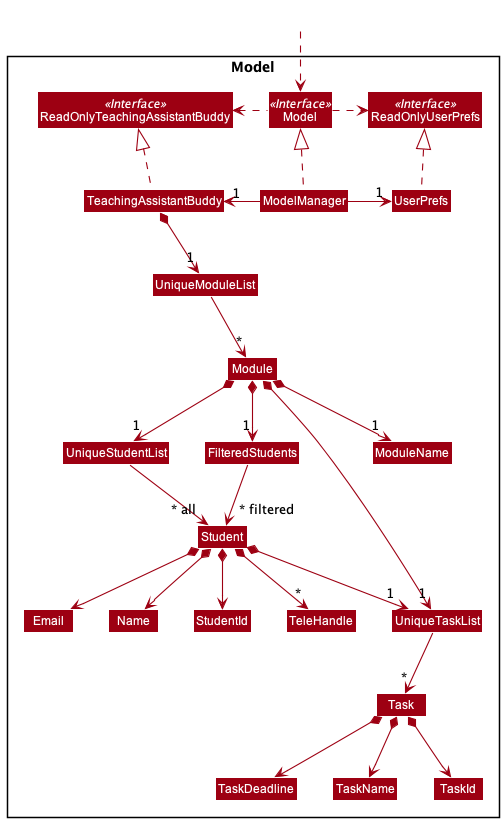 Model
«Interface»
ReadOnlyTeachingAssistantBuddy
«Interface»
Model
«Interface»
ReadOnlyUserPrefs
TeachingAssistantBuddy
1
ModelManager
1
UserPrefs
1
UniqueModuleList
*
Module
1
1
1
UniqueStudentList
FilteredStudents
ModuleName
* all
* filtered
Student
*
1
1
Email
Name
StudentId
TeleHandle
UniqueTaskList
*
Task
TaskDeadline
TaskName
TaskId